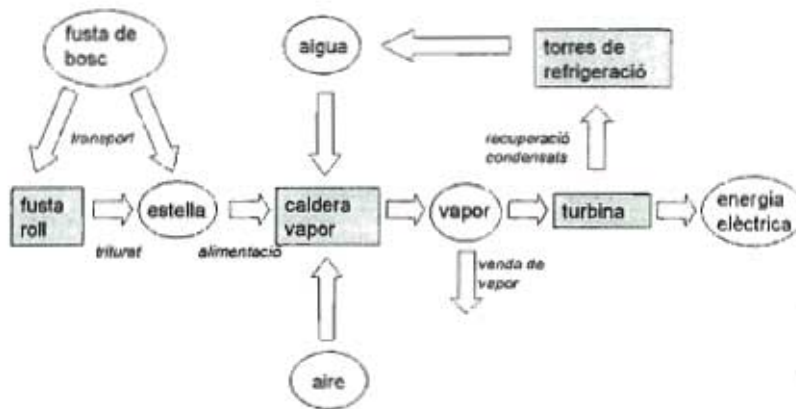 fusta de
bosc
aigua
torres de
refrigeració
transport
recuperació
condensats
fusta
roll
estella
caldera
vapor
vapor
turbina
energia
elèctrica
triturat
alimentació
venda de
vapor
aire